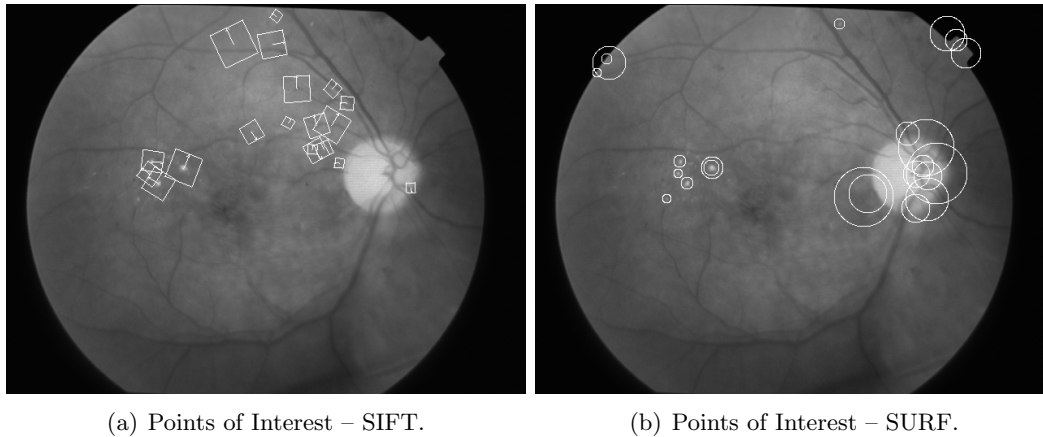 (a) Points of Interest – SIFT.
(b) Points of Interest – SURF.